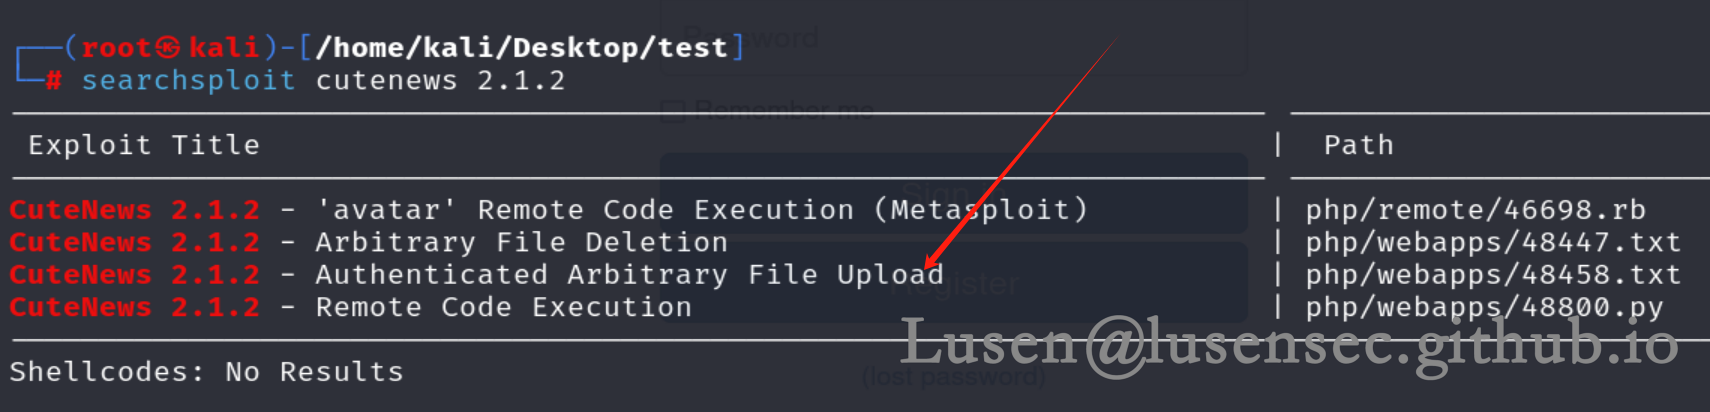 ┌──(root㉿kali)-[/home/kali/Desktop/test]
└─# searchsploit cutenews 2.1.2
Exploit Title | Path
CuteNews 2.1.2 - 'avatar' Remote Code Execution (Metasploit) | php/remote/46698.rb
CuteNews 2.1.2 - Arbitrary File Deletion | php/webapps/48447.txt
CuteNews 2.1.2 - Authenticated Arbitrary File Upload | php/webapps/48458.txt
CuteNews 2.1.2 - Remote Code Execution | php/webapps/48800.py
Shellcodes: No Results
Password
Remember me
Sign in
Register
(lost password)
Lusen@lusensec.github.io